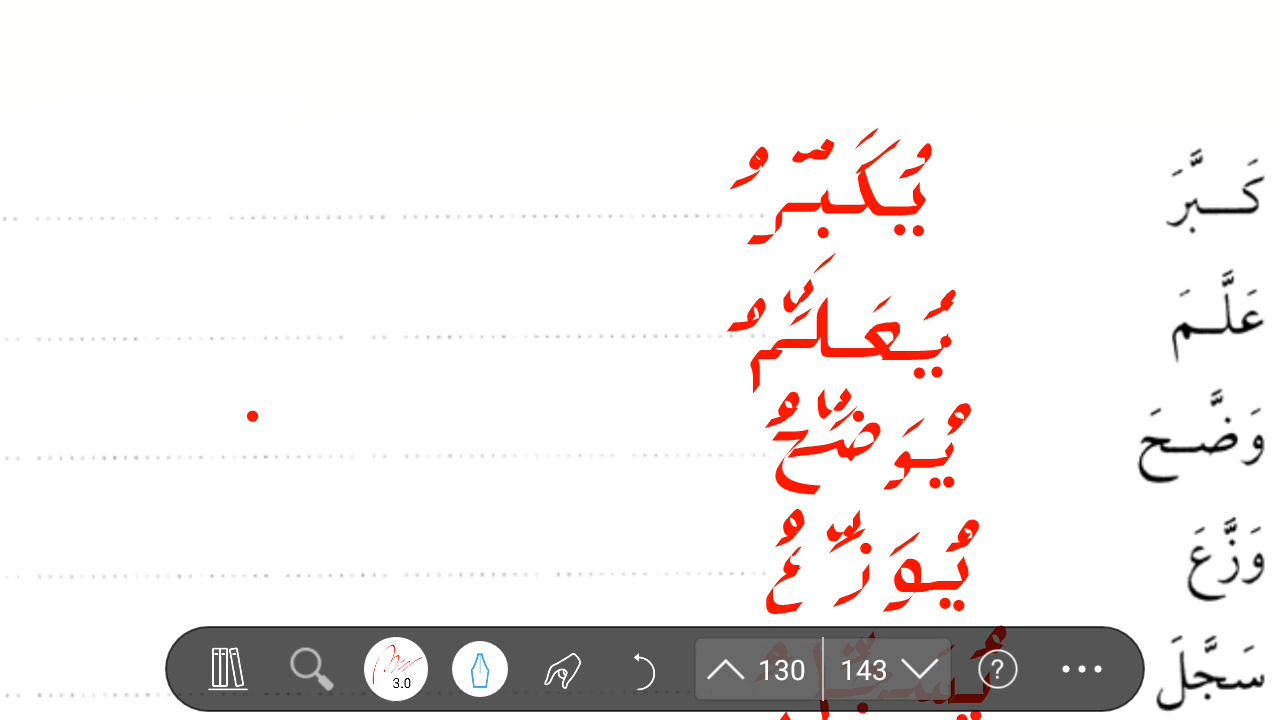 كَبَّرَ يُكَبِّرُ
عَلَّمَ يُعَلِّمُ
وَضَّحَ يُوَضِّحُ
وَزَّعَ يُوَزِّعُ
سَجَّلَ
3.0 130 143 ?